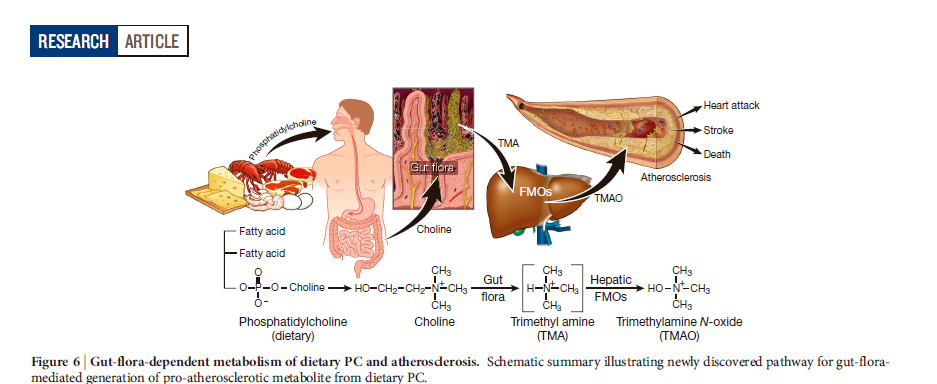 RESEARCH ARTICLE
Phosphatidylcholine
Gut flora
TMA
Heart attack
Stroke
Death
Atherosclerosis
FMOs
TMAO
Choline
Fatty acid
Fatty acid
O
O–P–O–Choline → HO–CH₂–CH₂–N⁺–CH₃
O–
CH₃
CH₃
Gut
flora
CH₃
H–N⁺–CH₃
CH₃
Hepatic
FMOs
CH₃
HO–N⁺–CH₃
CH₃
Phosphatidylcholine
(dietary)
Choline
Trimethyl amine
(TMA)
Trimethylamine N-oxide
(TMAO)
Figure 6 | Gut-flora-dependent metabolism of dietary PC and atherosclerosis. Schematic summary illustrating newly discovered pathway for gut-flora-
mediated generation of pro-atherosclerotic metabolite from dietary PC.